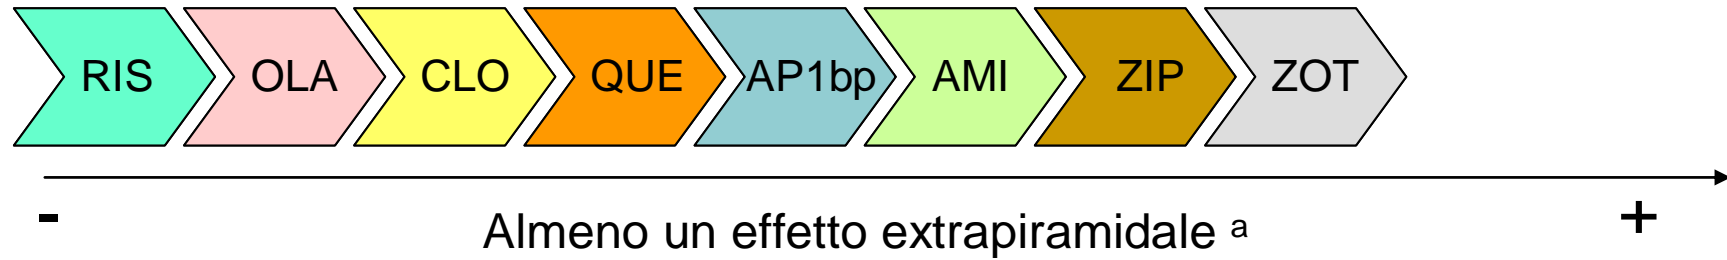 RIS OLA CLO QUE AP1bp AMI ZIP ZOT
- +
Almeno un effetto extrapiramidale a